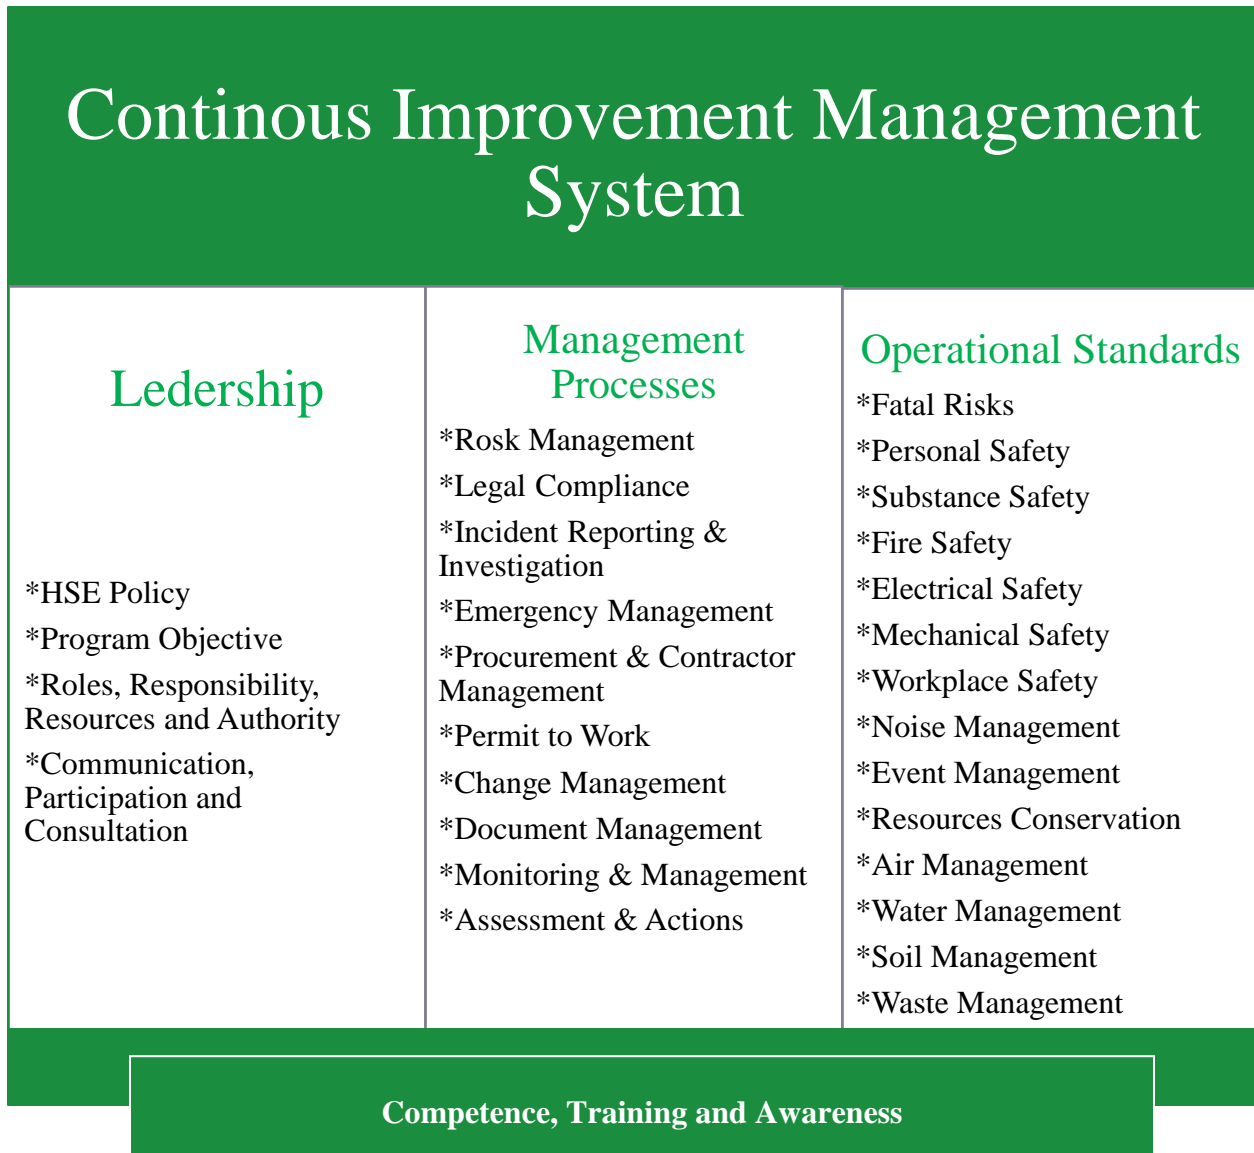 Continous Improvement Management
System
Ledership
*HSE Policy
*Program Objective
*Roles, Responsibility,
Resources and Authority
*Communication,
Participation and
Consultation
Management
Processes
*Rosk Management
*Legal Compliance
*Incident Reporting &
Investigation
*Emergency Management
*Procurement & Contractor
Management
*Permit to Work
*Change Management
*Document Management
*Monitoring & Management
*Assessment & Actions
Operational Standards
*Fatal Risks
*Personal Safety
*Substance Safety
*Fire Safety
*Electrical Safety
*Mechanical Safety
*Workplace Safety
*Noise Management
*Event Management
*Resources Conservation
*Air Management
*Water Management
*Soil Management
*Waste Management
Competence, Training and Awareness